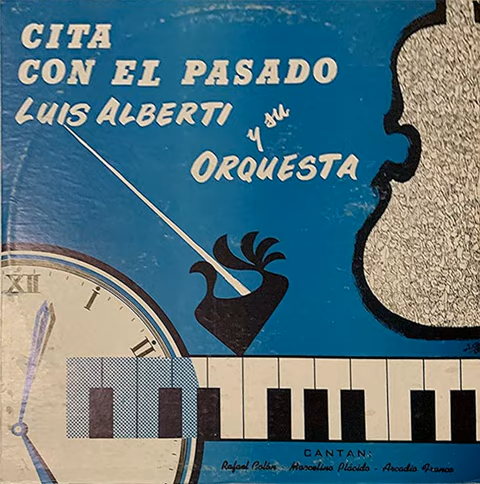 CITA
CON EL PASADO
LUIS ALBERTI
y su
ORQUESTA
XII
I
II
CANTAN:
Rafael Colón - Marcelino Plácido - Arcadio Franco